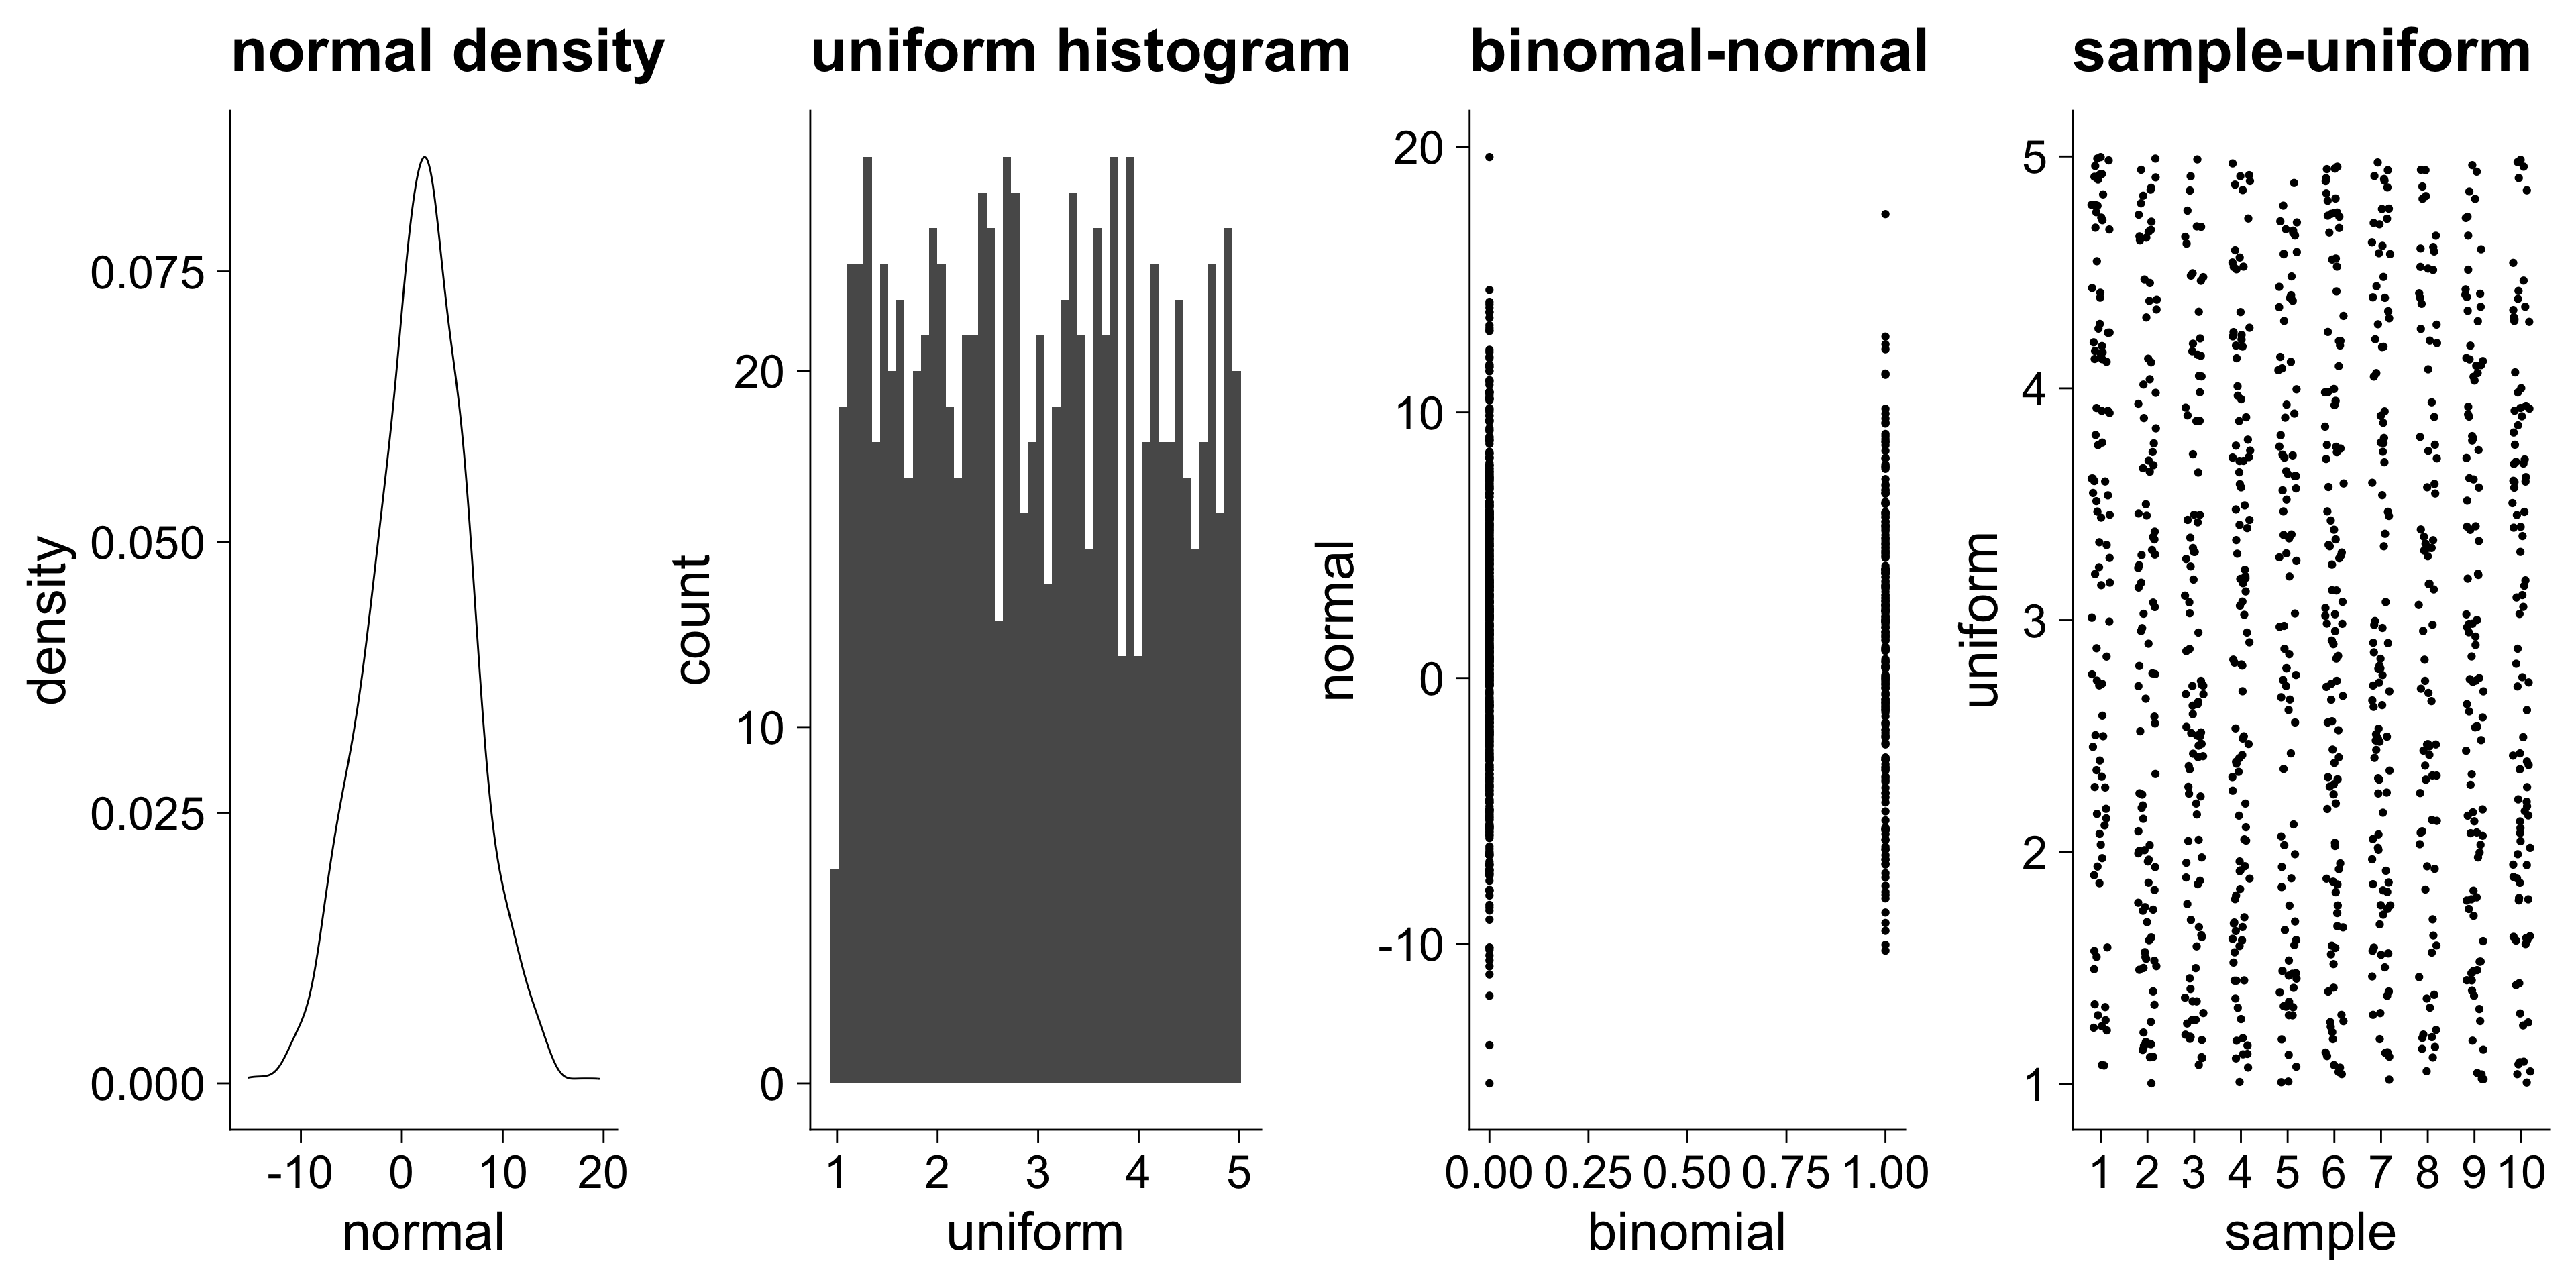 normal density
density
0.075
0.050
0.025
0.000
-10 0 10 20
normal
uniform histogram
count
20
10
0
1 2 3 4 5
uniform
binomal-normal
normal
20
10
0
-10
0.00 0.25 0.50 0.75 1.00
binomial
sample-uniform
uniform
5
4
3
2
1
1 2 3 4 5 6 7 8 9 10
sample